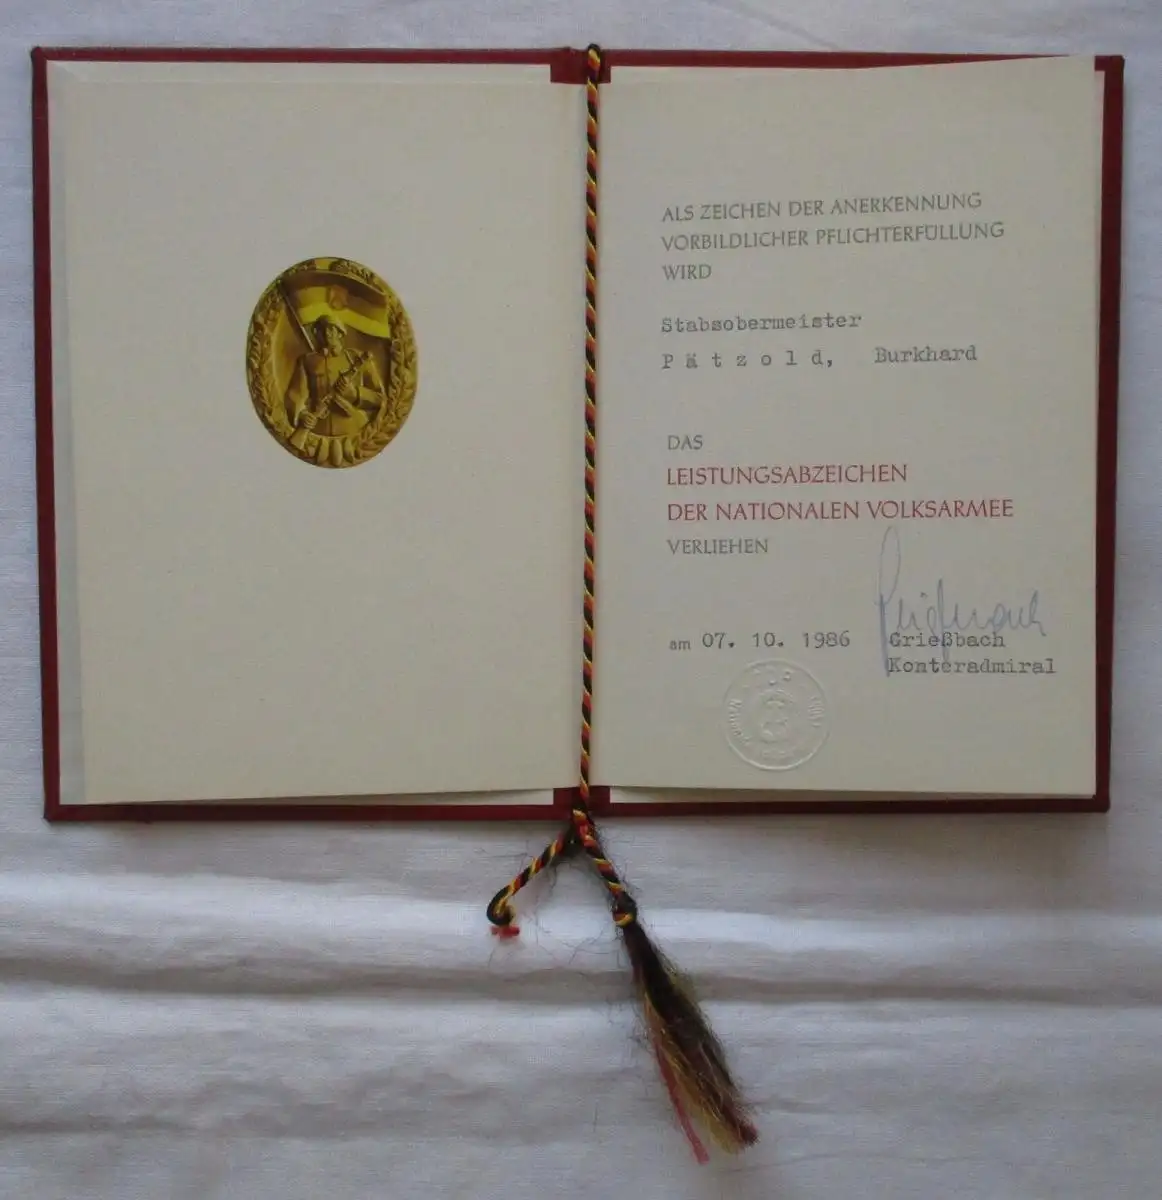 ALS ZEICHEN DER ANERKENNUNG
VORBILDLICHER PFLICHTERFÜLLUNG
WIRD
Stabsobermeister
P ä t z o l d, Burkhard
DAS
LEISTUNGSABZEICHEN
DER NATIONALEN VOLKSARMEE
VERLIEHEN
am 07. 10. 1986
Grießbach
Konteradmiral